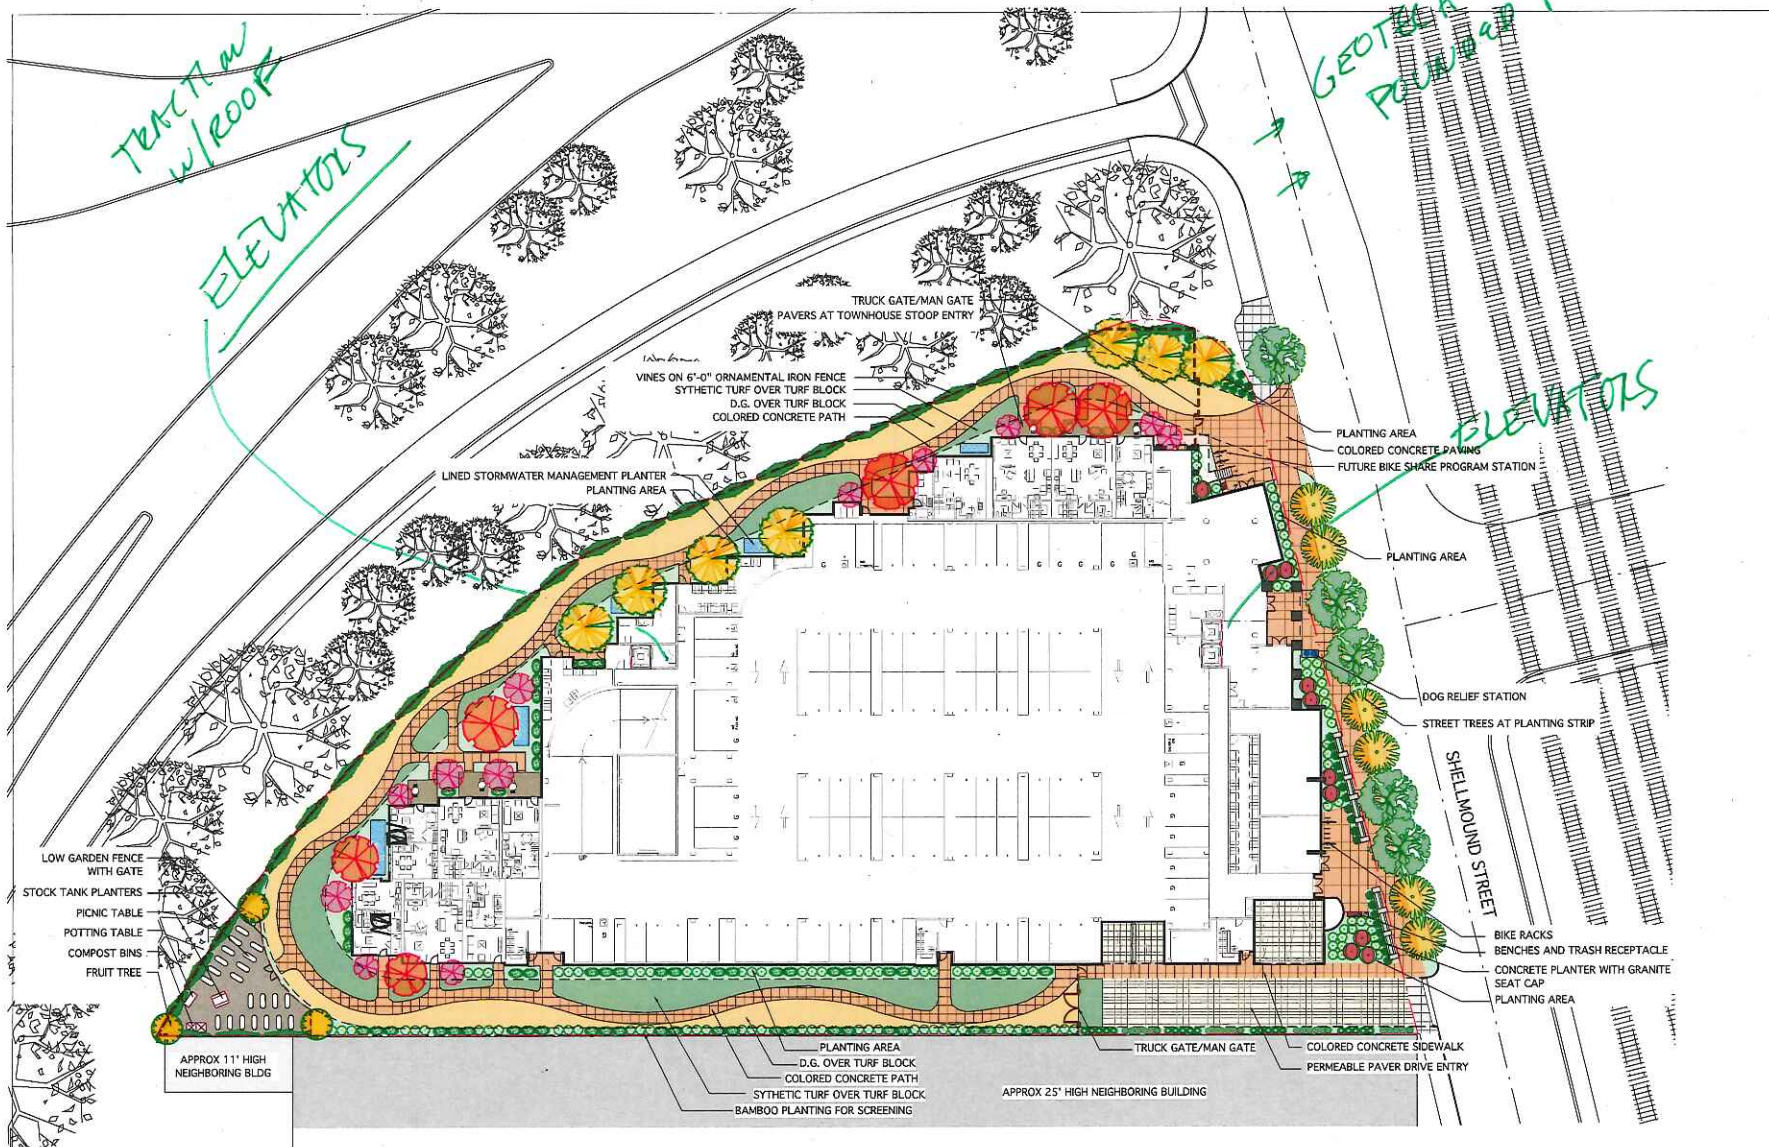 TRACTION
W/ROOF
ELEVATORS
POUND
TRUCK GATE/MAN GATE
PAVERS AT TOWNHOUSE STOOP ENTRY
VINES ON 6'-0" ORNAMENTAL IRON FENCE
SYTHETIC TURF OVER TURF BLOCK
D.G. OVER TURF BLOCK
COLORED CONCRETE PATH
LINED STORMWATER MANAGEMENT PLANTER
PLANTING AREA
ELEVATORS
PLANTING AREA
COLORED CONCRETE PAVING
FUTURE BIKE SHARE PROGRAM STATION
PLANTING AREA
DOG RELIEF STATION
STREET TREES AT PLANTING STRIP
SHELLMOUND STREET
LOW GARDEN FENCE
WITH GATE
STOCK TANK PLANTERS
PICNIC TABLE
POTTING TABLE
COMPOST BINS
FRUIT TREE
UP
BIKE RACKS
BENCHES AND TRASH RECEPTACLE
CONCRETE PLANTER WITH GRANITE
SEAT CAP
PLANTING AREA
APPROX 11' HIGH
NEIGHBORING BLDG
PLANTING AREA
D.G. OVER TURF BLOCK
COLORED CONCRETE PATH
SYTHETIC TURF OVER TURF BLOCK
BAMBOO PLANTING FOR SCREENING
TRUCK GATE/MAN GATE
COLORED CONCRETE SIDEWALK
PERMEABLE PAVER DRIVE ENTRY
APPROX 25' HIGH NEIGHBORING BUILDING